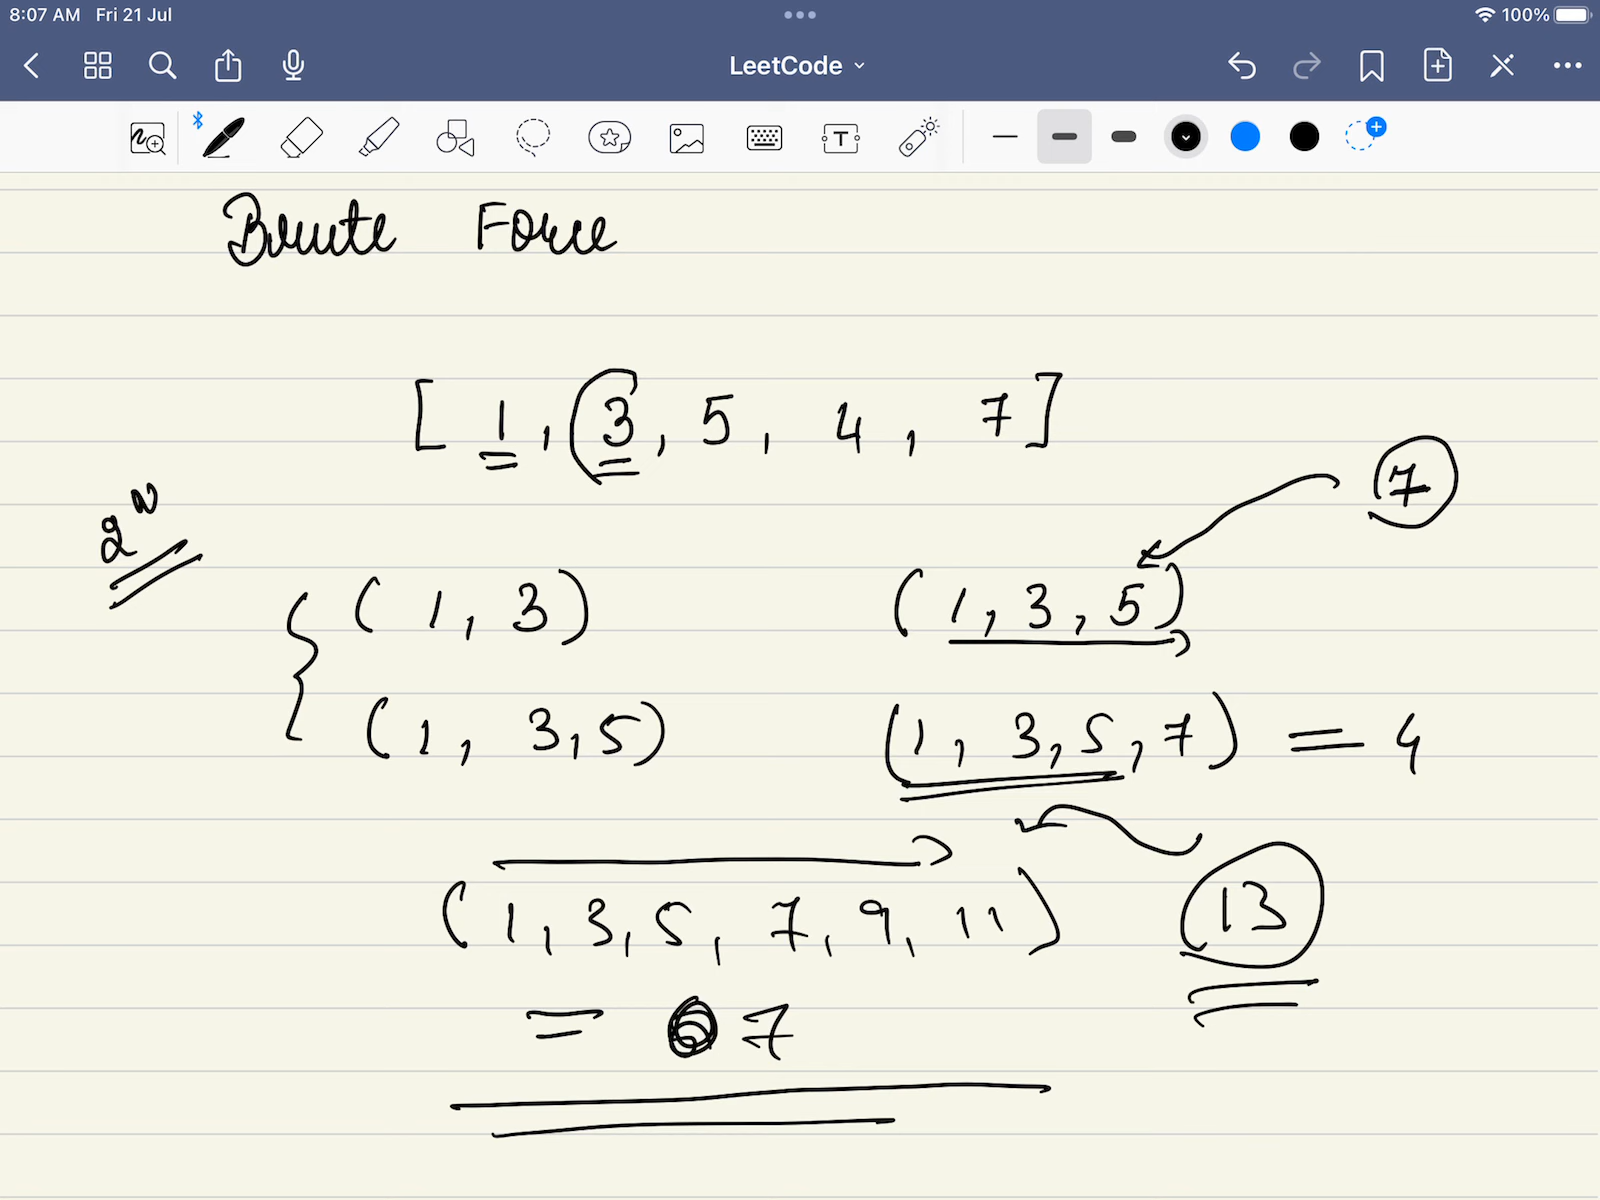 8:07 AM Fri 21 Jul
100%
LeetCode
T
Brute Force
[ 1, 3, 5, 4, 7 ]
7
2^N
(1, 3) (1, 3, 5)
(1, 3, 5) (1, 3, 5, 7) = 4
(1, 3, 5, 7, 9, 11) 13
= 7